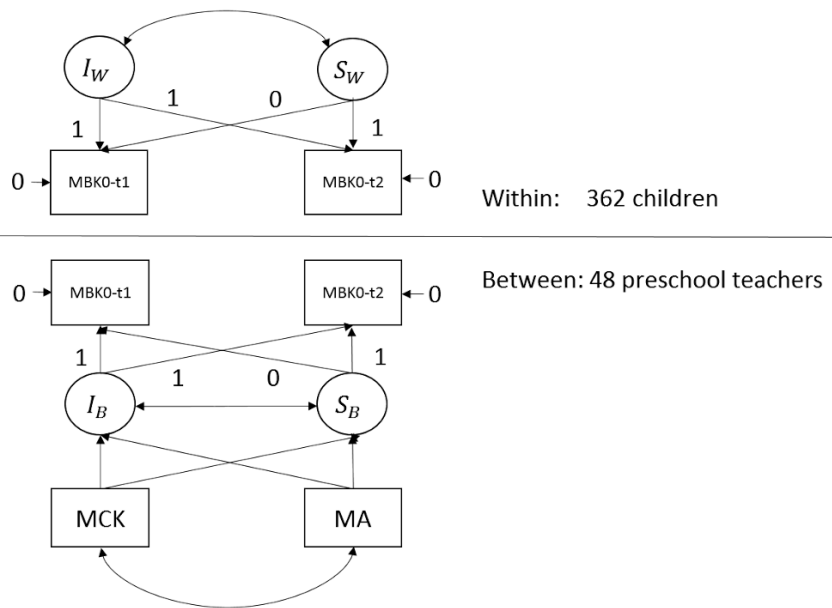 I_W S_W
1 0
1 1
0 MBK0-t1 MBK0-t2 0
Within: 362 children
Between: 48 preschool teachers
0 MBK0-t1 MBK0-t2 0
1 1
1 0
I_B S_B
MCK MA